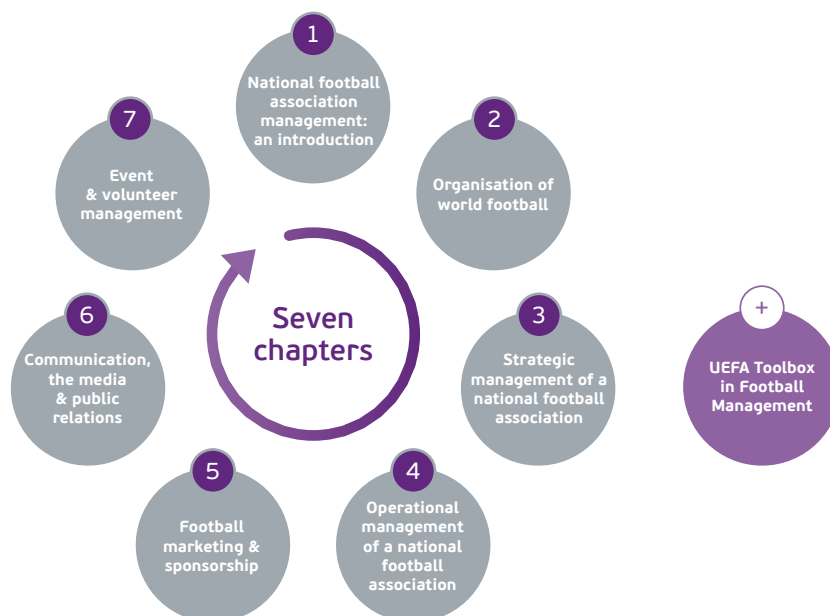 1
National football
association
management:
an introduction
2
Organisation of
world football
3
Strategic
management of a
national football
association
4
Operational
management
of a national
football
association
5
Football
marketing &
sponsorship
6
Communication,
the media
& public
relations
7
Event
& volunteer
management
Seven
chapters
+
UEFA Toolbox
in Football
Management